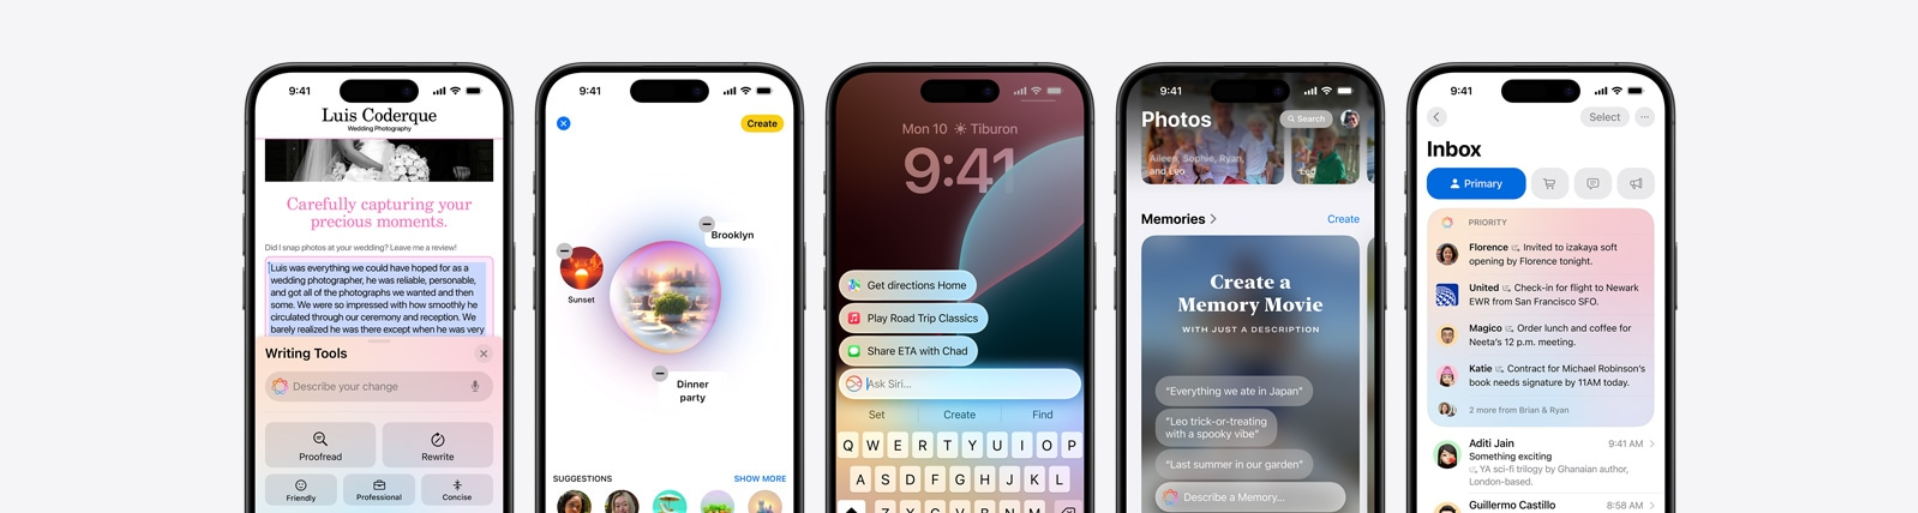 9:41
Luis Coderque
Wedding Photography
Carefully capturing your
precious moments.
Did I snap photos at your wedding? Leave me a review!
Luis was everything we could have hoped for as a
wedding photographer, he was reliable, personable,
and got all of the photographs we wanted and then
some. We were so impressed with how smoothly he
circulated through our ceremony and reception. We
barely realized he was there except when he was very
Writing Tools
Describe your change
Proofread
Rewrite
Friendly
Professional
Concise
9:41
Create
Brooklyn
Sunset
Dinner
party
SUGGESTIONS
SHOW MORE
Mon 10 Tiburon
9:41
Get directions Home
Play Road Trip Classics
Share ETA with Chad
Ask Siri...
Set Create Find
Q W E R T Y U I O P
A S D F G H J K L
Z X C V B N M
9:41
Photos
Search
Aileen, Sophie, Ryan,
and Leo
Leo
Memories
Create
Create a
Memory Movie
WITH JUST A DESCRIPTION
“Everything we ate in Japan”
“Leo trick-or-treating
with a spooky vibe”
“Last summer in our garden”
Describe a Memory...
9:41
Select
Inbox
Primary
PRIORITY
Florence Invited to izakaya soft
opening by Florence tonight.
United Check-in for flight to Newark
EWR from San Francisco SFO.
Magico Order lunch and coffee for
Neeta's 12 p.m. meeting.
Katie Contract for Michael Robinson's
book needs signature by 11AM today.
2 more from Brian & Ryan
Aditi Jain 9:41 AM
Something exciting
YA sci-fi trilogy by Ghanaian author,
London-based.
Guillermo Castillo 8:58 AM